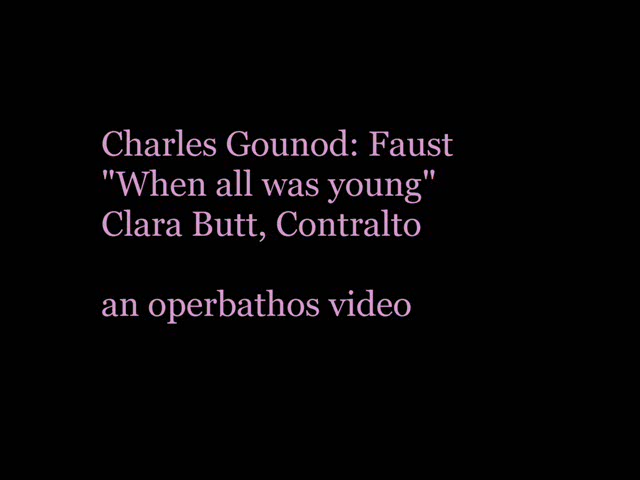 Charles Gounod: Faust
"When all was young"
Clara Butt, Contralto
an operbathos video